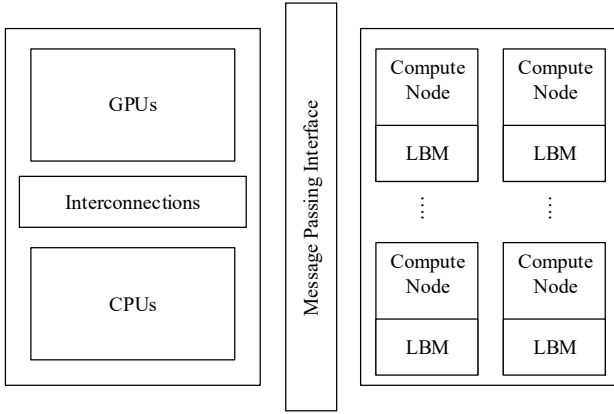 GPUs
Interconnections
CPUs
Message Passing Interface
Compute
Node
LBM
Compute
Node
LBM
Compute
Node
LBM
Compute
Node
LBM